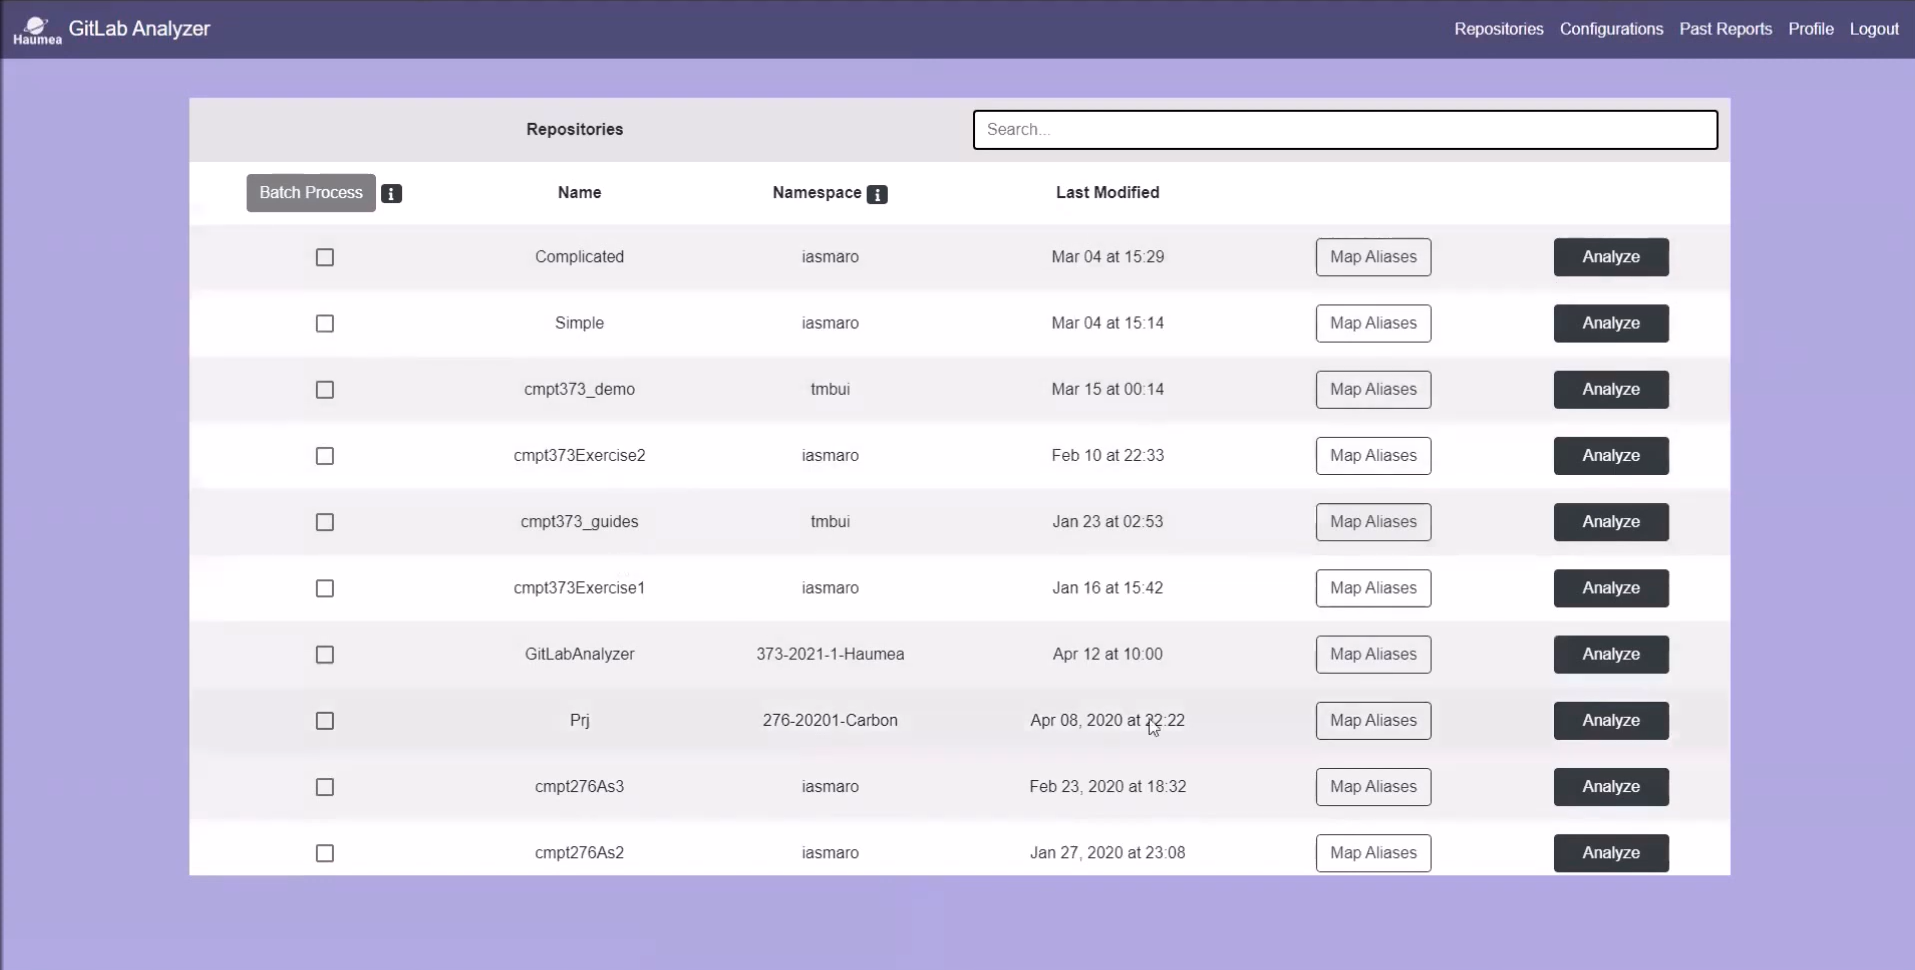 Haumea GitLab Analyzer Repositories Configurations Past Reports Profile Logout
Repositories Search...
Batch Process i Name Namespace i Last Modified
Complicated iasmaro Mar 04 at 15:29 Map Aliases Analyze
Simple iasmaro Mar 04 at 15:14 Map Aliases Analyze
cmpt373_demo tmbui Mar 15 at 00:14 Map Aliases Analyze
cmpt373Exercise2 iasmaro Feb 10 at 22:33 Map Aliases Analyze
cmpt373_guides tmbui Jan 23 at 02:53 Map Aliases Analyze
cmpt373Exercise1 iasmaro Jan 16 at 15:42 Map Aliases Analyze
GitLabAnalyzer 373-2021-1-Haumea Apr 12 at 10:00 Map Aliases Analyze
Prj 276-20201-Carbon Apr 08, 2020 at 22:22 Map Aliases Analyze
cmpt276As3 iasmaro Feb 23, 2020 at 18:32 Map Aliases Analyze
cmpt276As2 iasmaro Jan 27, 2020 at 23:08 Map Aliases Analyze